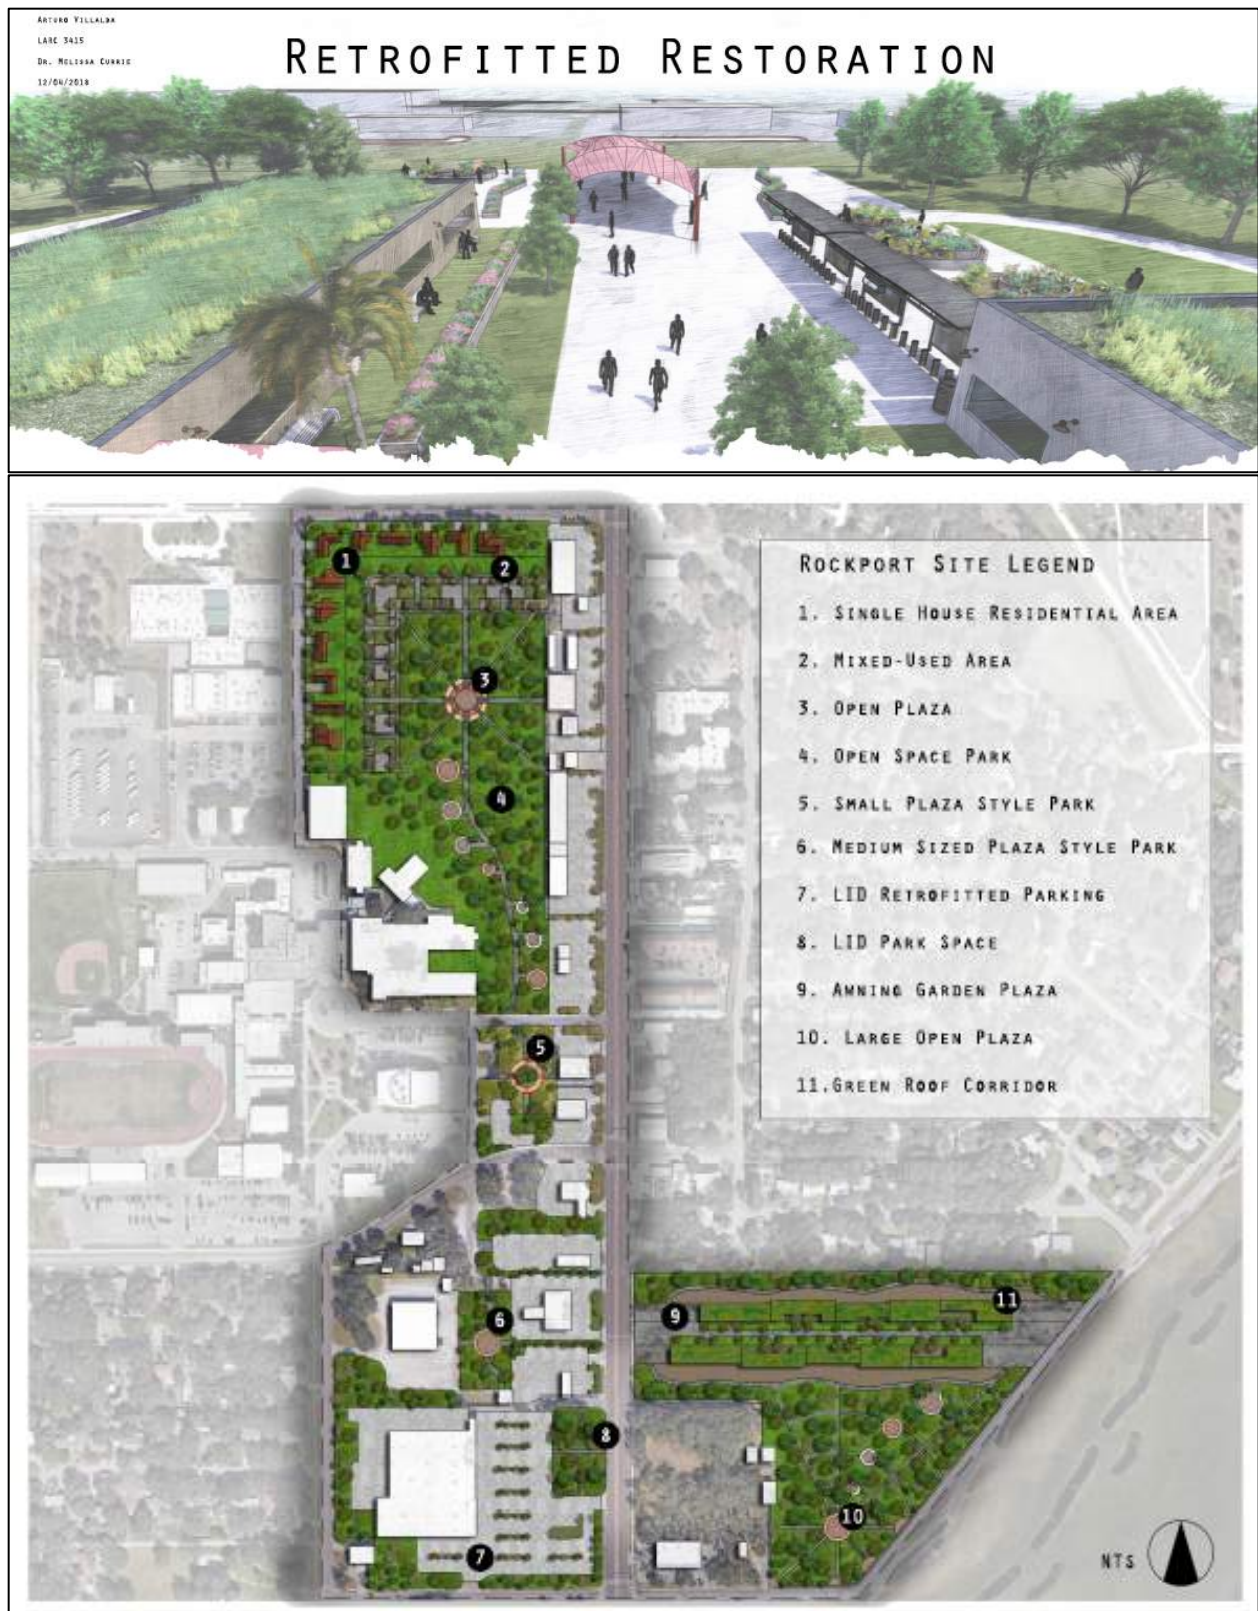 ARTURO VILLALBA
LARC 3415
DR. MELISSA CURRIE
12/04/2018
RETROFITTED RESTORATION
ROCKPORT SITE LEGEND
1. SINGLE HOUSE RESIDENTIAL AREA
2. MIXED-USED AREA
3. OPEN PLAZA
4. OPEN SPACE PARK
5. SMALL PLAZA STYLE PARK
6. MEDIUM SIZED PLAZA STYLE PARK
7. LID RETROFITTED PARKING
8. LID PARK SPACE
9. AWNING GARDEN PLAZA
10. LARGE OPEN PLAZA
11.GREEN ROOF CORRIDOR
1
2
3
4
5
6
9
11
8
10
7
NTS